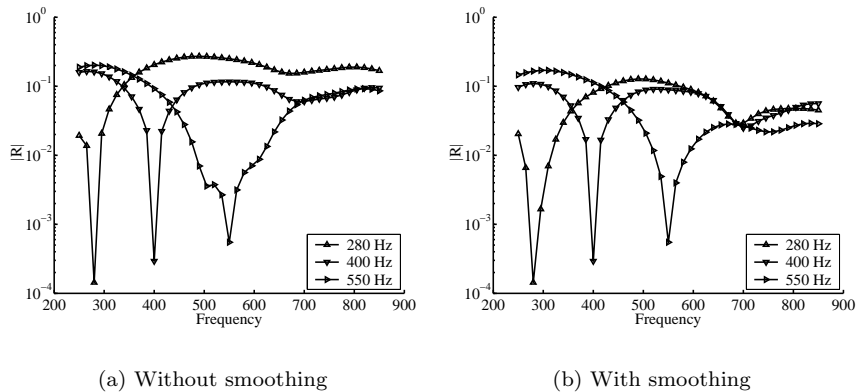 10^0
10^-1
10^-2
10^-3
10^-4
|R|
200 300 400 500 600 700 800 900
Frequency
280 Hz
400 Hz
550 Hz
(a) Without smoothing
10^0
10^-1
10^-2
10^-3
10^-4
|R|
200 300 400 500 600 700 800 900
Frequency
280 Hz
400 Hz
550 Hz
(b) With smoothing